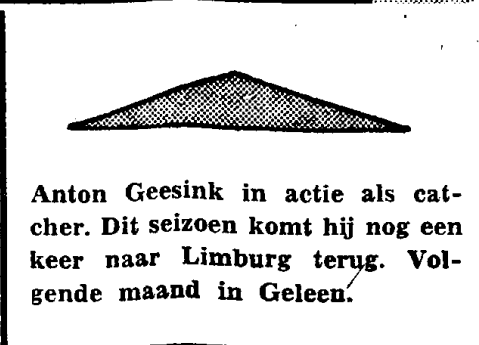 Anton Geesink in actie als cat-
cher. Dit seizoen komt hij nog een
keer naar Limburg terug. Vol-
gende maand in Geleen.